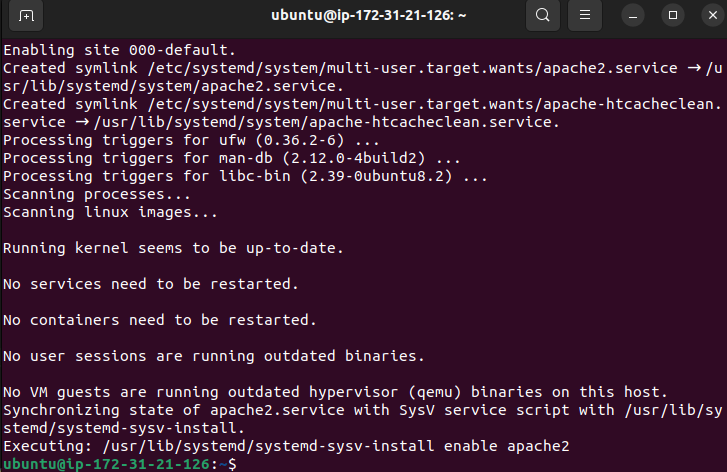 ubuntu@ip-172-31-21-126: ~
Enabling site 000-default.
Created symlink /etc/systemd/system/multi-user.target.wants/apache2.service → /u
sr/lib/systemd/system/apache2.service.
Created symlink /etc/systemd/system/multi-user.target.wants/apache-htcacheclean.
service → /usr/lib/systemd/system/apache-htcacheclean.service.
Processing triggers for ufw (0.36.2-6) ...
Processing triggers for man-db (2.12.0-4build2) ...
Processing triggers for libc-bin (2.39-0ubuntu8.2) ...
Scanning processes...
Scanning linux images...

Running kernel seems to be up-to-date.

No services need to be restarted.

No containers need to be restarted.

No user sessions are running outdated binaries.

No VM guests are running outdated hypervisor (qemu) binaries on this host.
Synchronizing state of apache2.service with SysV service script with /usr/lib/sy
stemd/systemd-sysv-install.
Executing: /usr/lib/systemd/systemd-sysv-install enable apache2
ubuntu@ip-172-31-21-126:~$